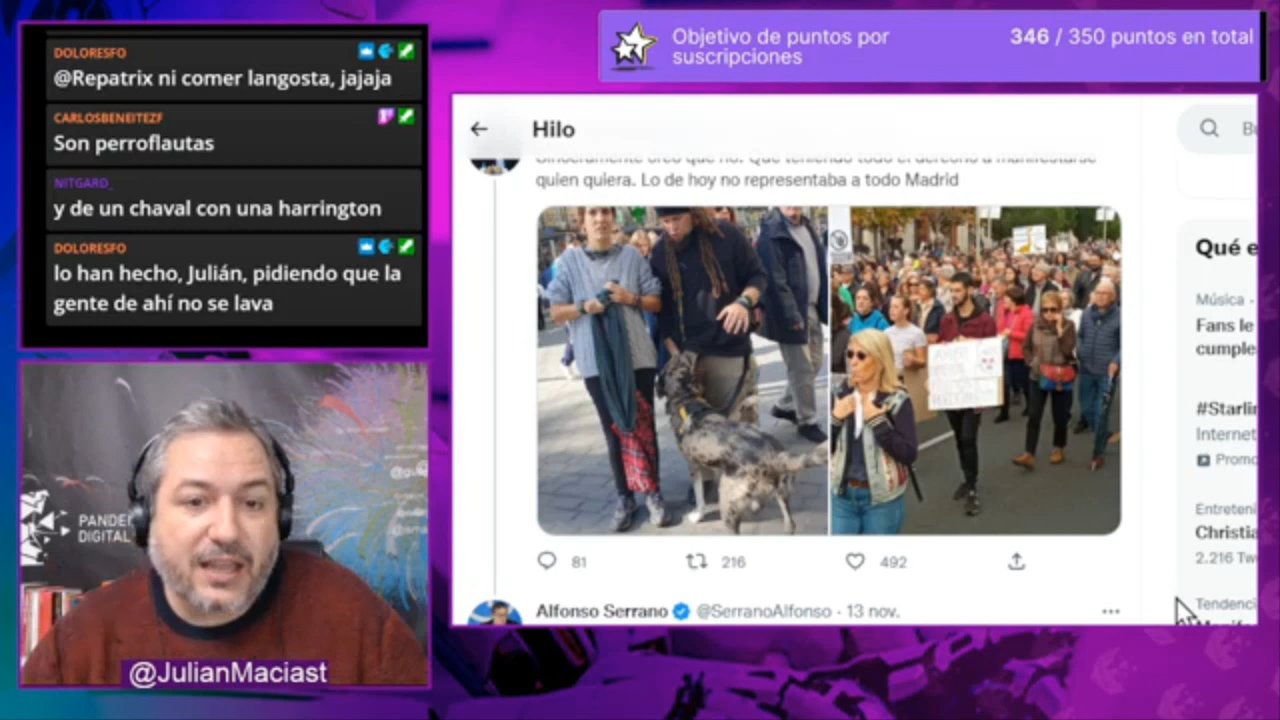 DOLORESFO
@Repatrix ni comer langosta, jajaja
CARLOSBENEITEZF
Son perroflautas
NITGARD_
y de un chaval con una harrington
DOLORESFO
lo han hecho, Julián, pidiendo que la
gente de ahí no se lava
PANDE
DIGITAL
@JulianMaciast
Objetivo de puntos por
suscripciones
346 / 350 puntos en total
Hilo
Sinceramente creo que no. Que teniendo todo el derecho a manifestarse
quien quiera. Lo de hoy no representaba a todo Madrid
81
216
492
Alfonso Serrano @SerranoAlfonso · 13 nov.
Qué e
Música ·
Fans le
cumple
#Starli
Internet
Promo
Entreteni
Christia
2.216 Tw
Tendenci